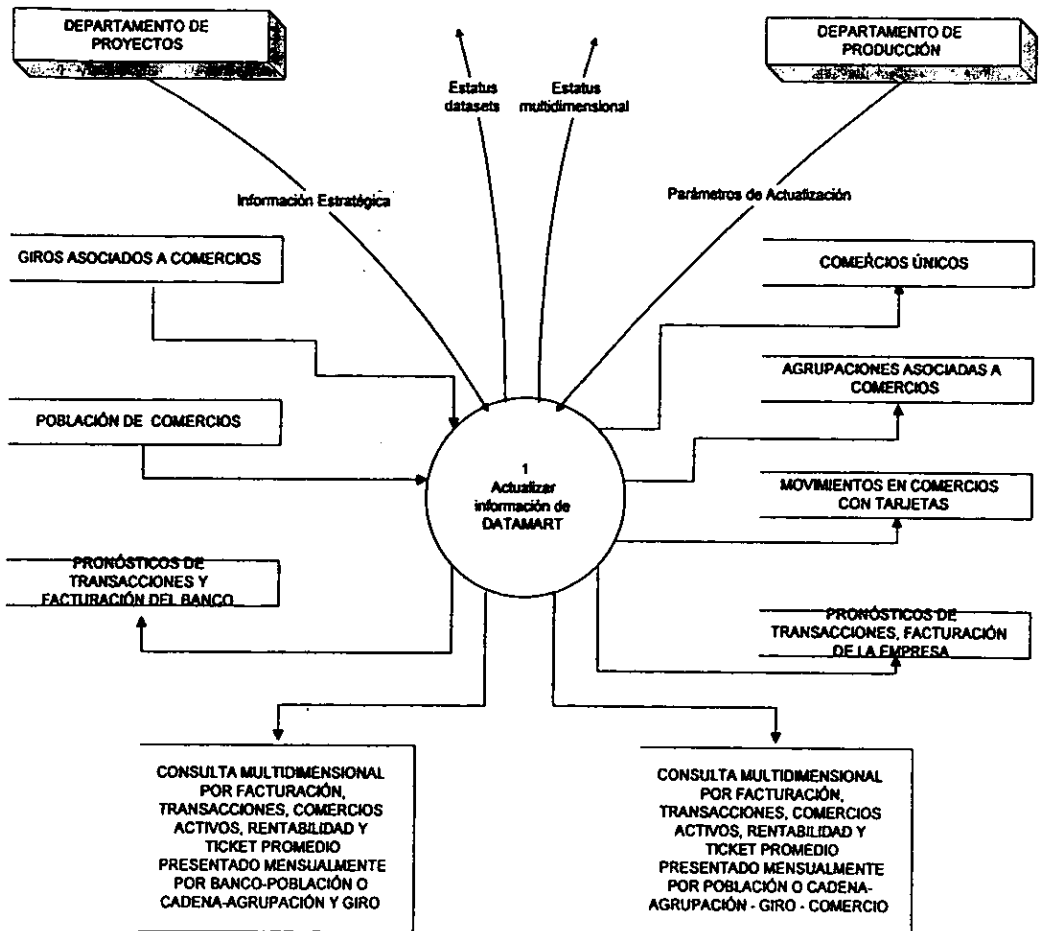 DEPARTAMENTO DE
PROYECTOS
DEPARTAMENTO DE
PRODUCCIÓN
Estatus
datasets
Estatus
multidimensional
Información Estratégica
Parámetros de Actualización
GIROS ASOCIADOS A COMERCIOS
COMERCIOS ÚNICOS
AGRUPACIONES ASOCIADAS A
COMERCIOS
POBLACIÓN DE COMERCIOS
1
Actualizar
información de
DATAMART
MOVIMIENTOS EN COMERCIOS
CON TARJETAS
PRONÓSTICOS DE
TRANSACCIONES Y
FACTURACIÓN DEL BANCO
PRONÓSTICOS DE
TRANSACCIONES, FACTURACIÓN
DE LA EMPRESA
CONSULTA MULTIDIMENSIONAL
POR FACTURACIÓN,
TRANSACCIONES, COMERCIOS
ACTIVOS, RENTABILIDAD Y
TICKET PROMEDIO
PRESENTADO MENSUALMENTE
POR BANCO-POBLACIÓN O
CADENA-AGRUPACIÓN Y GIRO
CONSULTA MULTIDIMENSIONAL
POR FACTURACIÓN,
TRANSACCIONES, COMERCIOS
ACTIVOS, RENTABILIDAD Y
TICKET PROMEDIO
PRESENTADO MENSUALMENTE
POR POBLACIÓN O CADENA-
AGRUPACIÓN - GIRO - COMERCIO